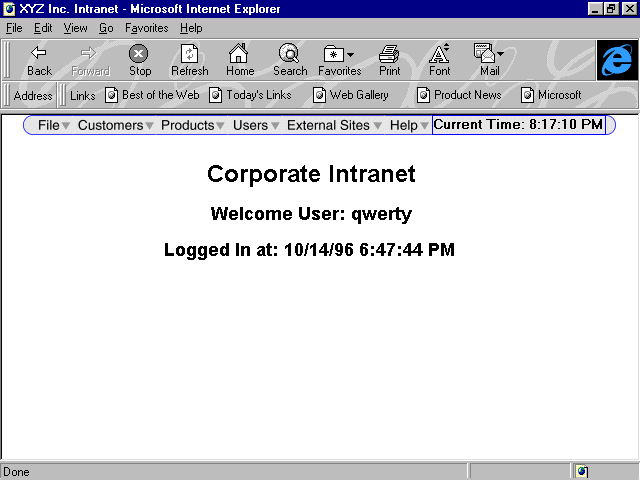 XYZ Inc. Intranet - Microsoft Internet Explorer
File Edit View Go Favorites Help
Back Forward Stop Refresh Home Search Favorites Print Font Mail
Address Links Best of the Web Today's Links Web Gallery Product News Microsoft
File Customers Products Users External Sites Help Current Time: 8:17:10 PM
Corporate Intranet
Welcome User: qwerty
Logged In at: 10/14/96 6:47:44 PM
Done